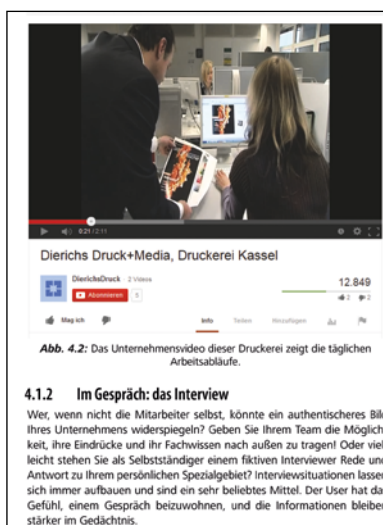 0:21 / 2:11
Dierichs Druck+Media, Druckerei Kassel
DierichsDruck · 2 Videos
Abonnieren 8
12.849
2 2
Mag ich
Info Teilen Hinzufügen
Abb. 4.2: Das Unternehmensvideo dieser Druckerei zeigt die täglichen
Arbeitsabläufe.
4.1.2 Im Gespräch: das Interview
Wer, wenn nicht die Mitarbeiter selbst, könnte ein authentischeres Bild
Ihres Unternehmens widerspiegeln? Geben Sie Ihrem Team die Möglich-
keit, ihre Eindrücke und ihr Fachwissen nach außen zu tragen! Oder viel
leicht stehen Sie als Selbstständiger einem fiktiven Interviewer Rede und
Antwort zu Ihrem persönlichen Spezialgebiet? Interviewsituationen lassen
sich immer aufbauen und sind ein sehr beliebtes Mittel. Der User hat da
Gefühl, einem Gespräch beizuwohnen, und die Informationen bleiben
stärker im Gedächtnis.